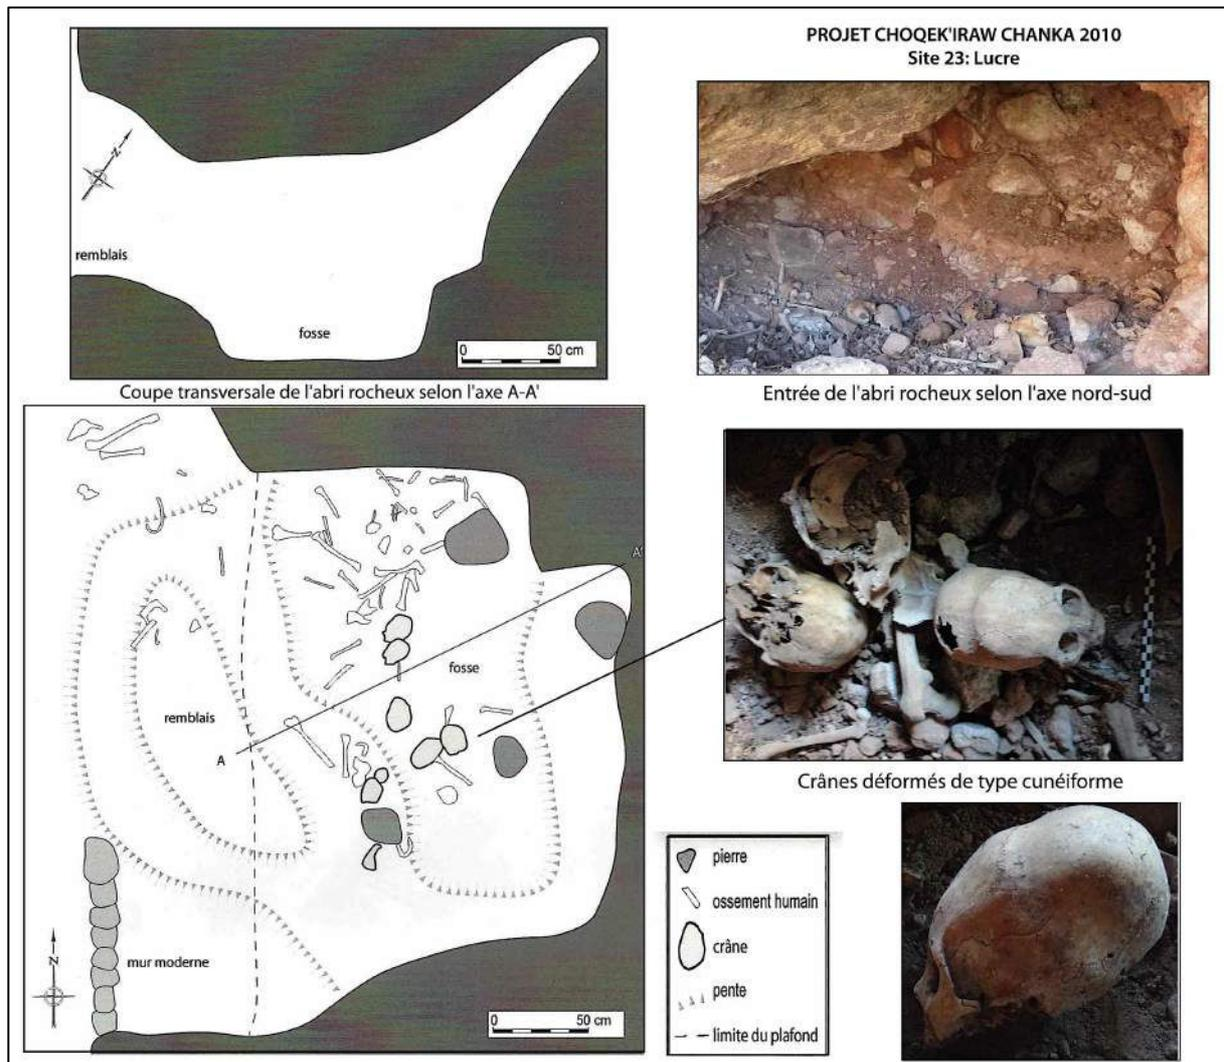 PROJET CHOQEK'IRAW CHANKA 2010
Site 23: Lucre
N
remblais
fosse
0 50 cm
Coupe transversale de l'abri rocheux selon l'axe A-A'
Entrée de l'abri rocheux selon l'axe nord-sud
A'
fosse
remblais
A
mur moderne
N
0 50 cm
Crânes déformés de type cunéiforme
pierre
ossement humain
crâne
pente
limite du plafond